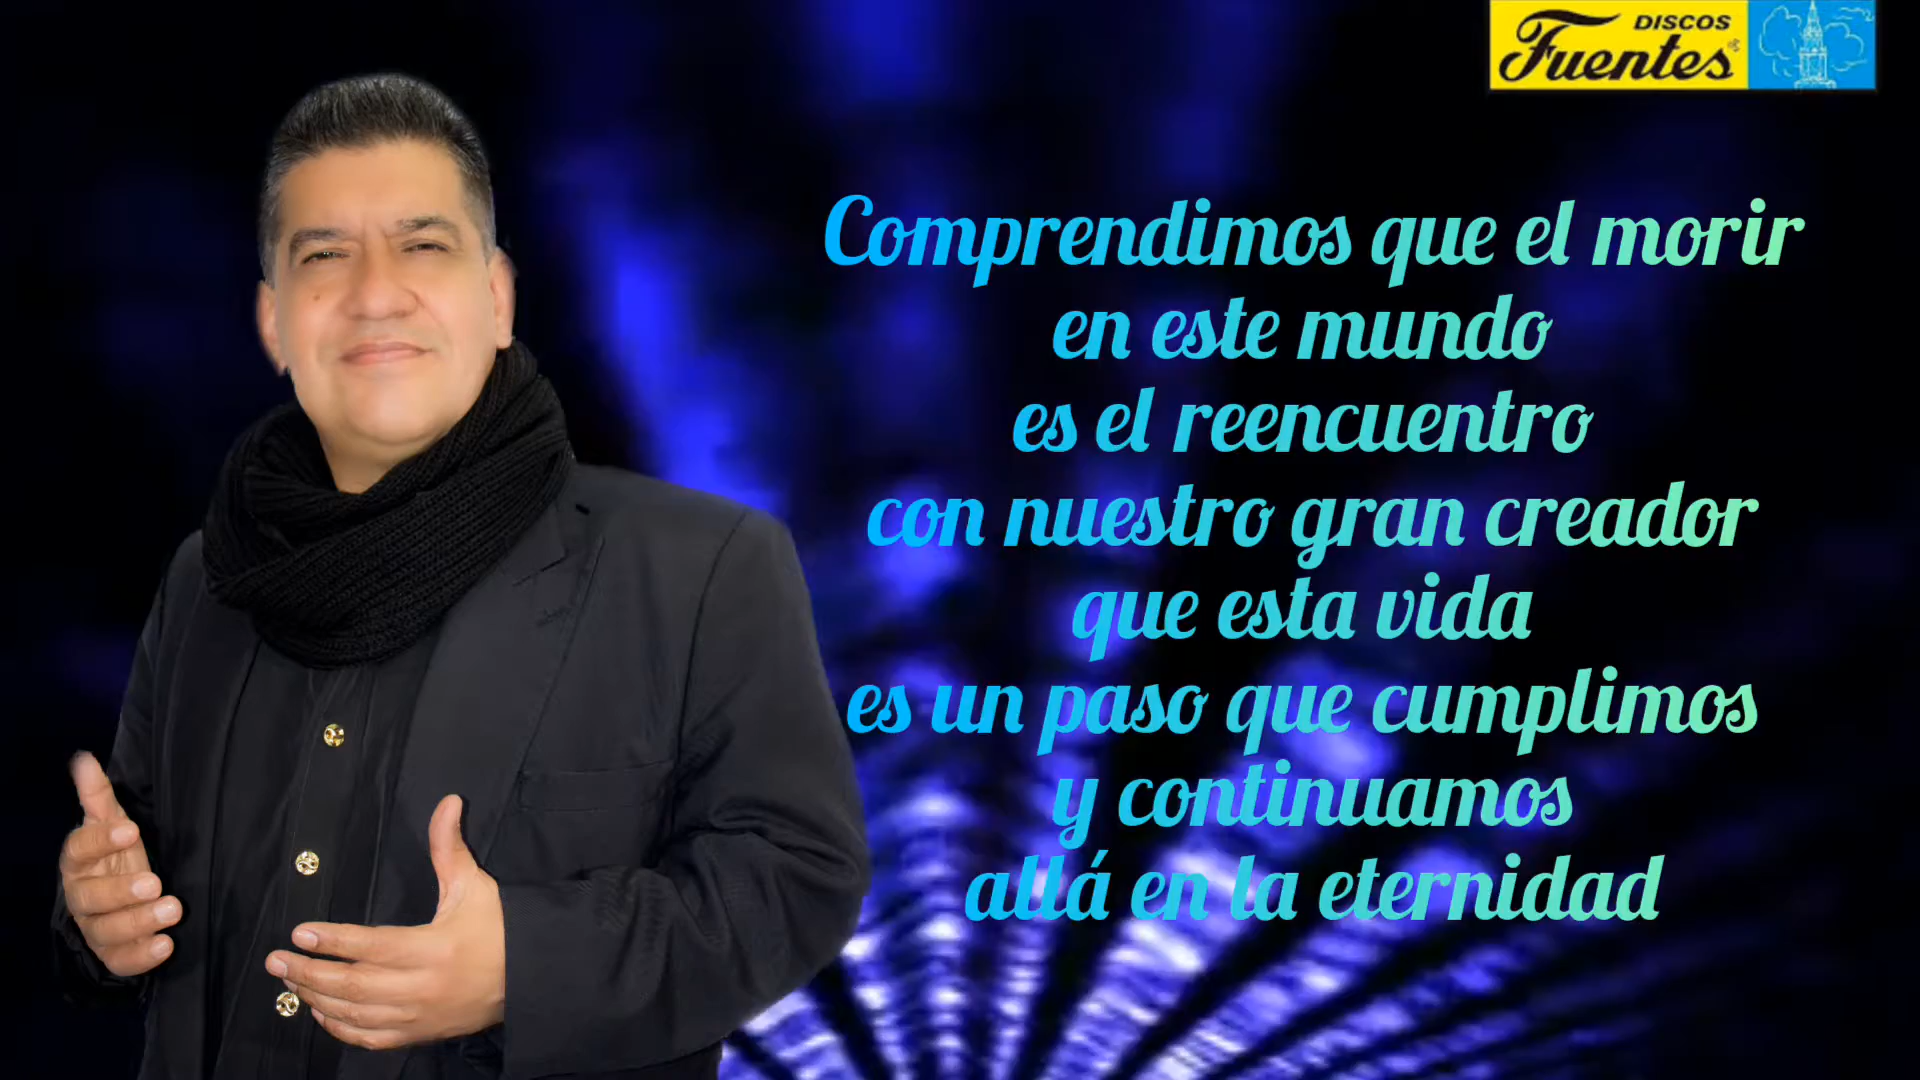 DISCOS
Fuentes
Comprendimos que el morir
en este mundo
es el reencuentro
con nuestro gran creador
que esta vida
es un paso que cumplimos
y continuamos
allá en la eternidad